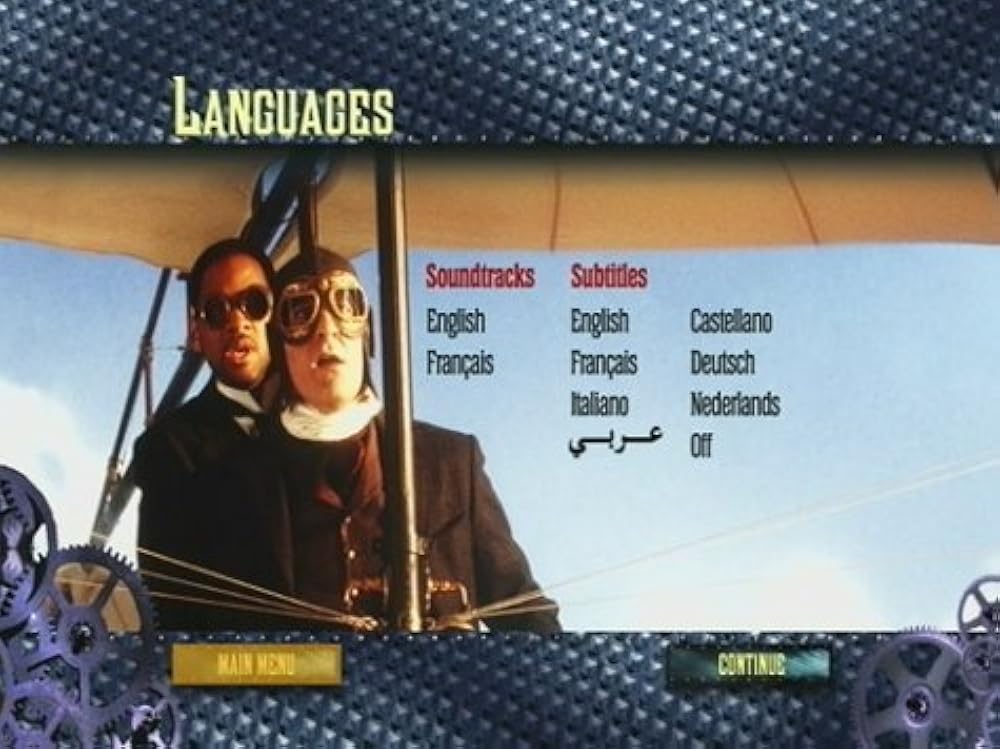 LANGUAGES
Soundtracks
English
Français
Subtitles
English
Français
Italiano
عربي
Castellano
Deutsch
Nederlands
Off
MAIN MENU
CONTINUE